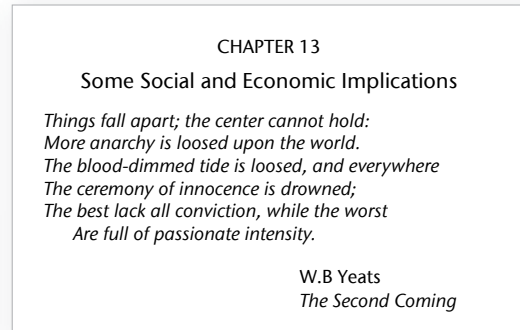 CHAPTER 13
Some Social and Economic Implications
Things fall apart; the center cannot hold:
More anarchy is loosed upon the world.
The blood-dimmed tide is loosed, and everywhere
The ceremony of innocence is drowned;
The best lack all conviction, while the worst
Are full of passionate intensity.
W.B Yeats
The Second Coming